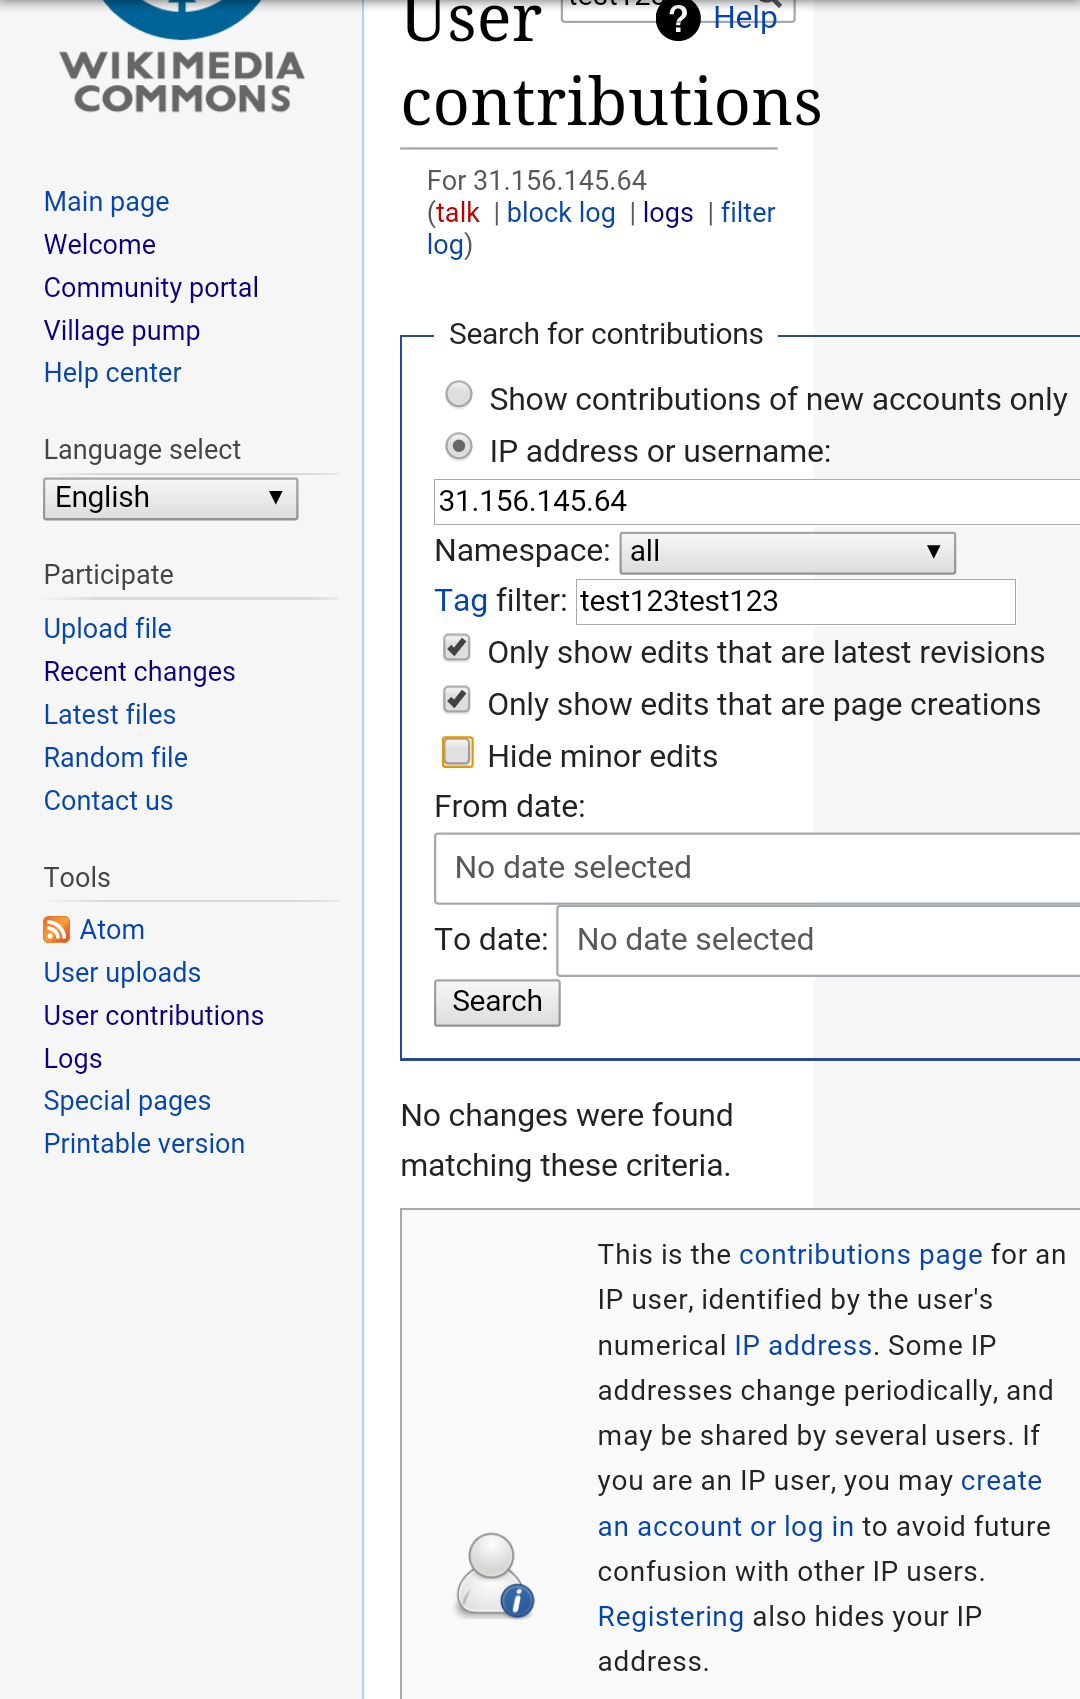 WIKIMEDIA
COMMONS
Main page
Welcome
Community portal
Village pump
Help center
Language select
English
Participate
Upload file
Recent changes
Latest files
Random file
Contact us
Tools
Atom
User uploads
User contributions
Logs
Special pages
Printable version
User
Help
contributions
For 31.156.145.64
(talk | block log | logs | filter
log)
Search for contributions
Show contributions of new accounts only
IP address or username:
31.156.145.64
Namespace: all
Tag filter: test123test123
Only show edits that are latest revisions
Only show edits that are page creations
Hide minor edits
From date:
No date selected
To date: No date selected
Search
No changes were found
matching these criteria.
This is the contributions page for an
IP user, identified by the user's
numerical IP address. Some IP
addresses change periodically, and
may be shared by several users. If
you are an IP user, you may create
an account or log in to avoid future
confusion with other IP users.
Registering also hides your IP
address.